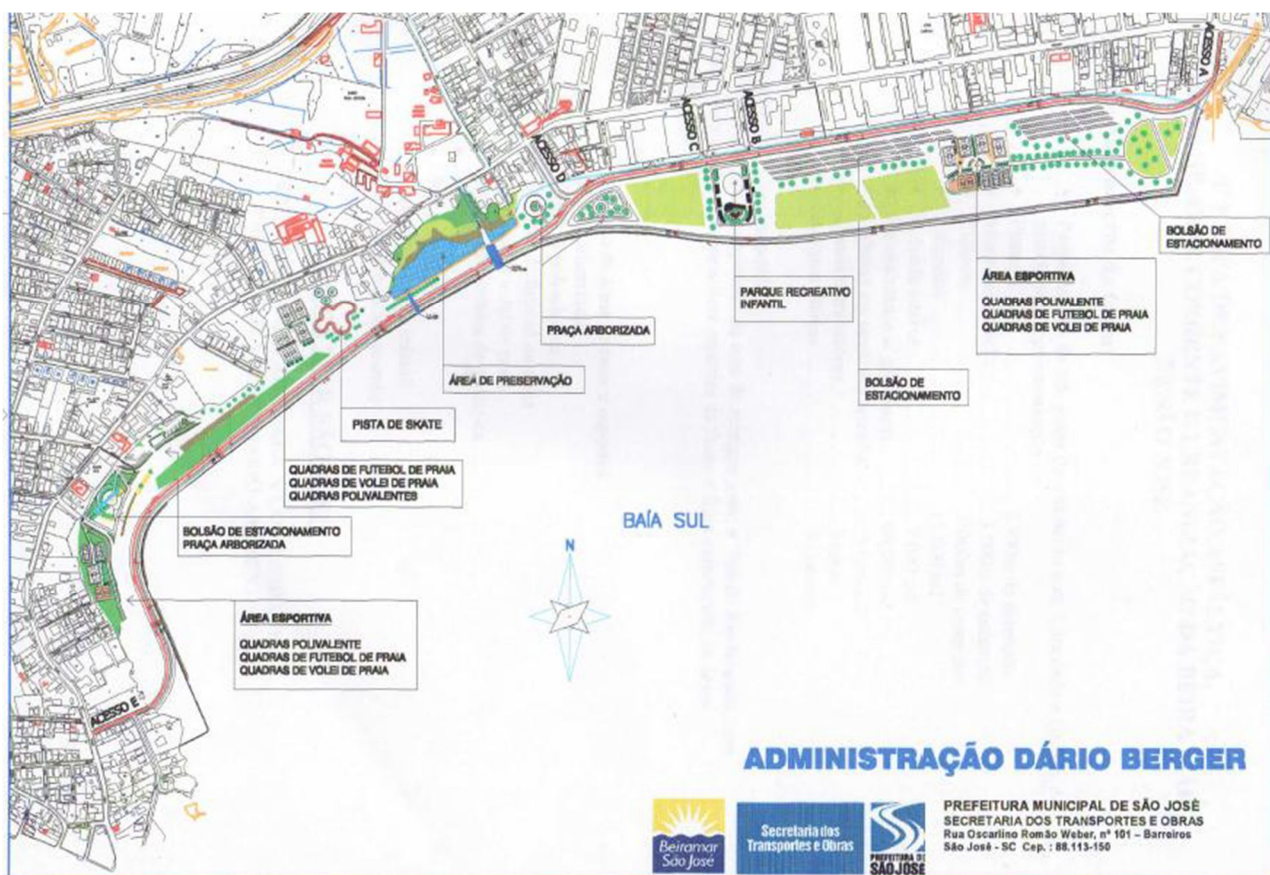 ACESSO A
ACESSO B
ACESSO C
ACESSO D
BOLSÃO DE
ESTACIONAMENTO
ÁREA ESPORTIVA
QUADRAS POLIVALENTE
QUADRAS DE FUTEBOL DE PRAIA
QUADRAS DE VOLEI DE PRAIA
PARQUE RECREATIVO
INFANTIL
PRAÇA ARBORIZADA
BOLSÃO DE
ESTACIONAMENTO
ÁREA DE PRESERVAÇÃO
PISTA DE SKATE
QUADRAS DE FUTEBOL DE PRAIA
QUADRAS DE VOLEI DE PRAIA
QUADRAS POLIVALENTES
BAÍA SUL
BOLSÃO DE ESTACIONAMENTO
PRAÇA ARBORIZADA
N
ÁREA ESPORTIVA
QUADRAS POLIVALENTE
QUADRAS DE FUTEBOL DE PRAIA
QUADRAS DE VOLEI DE PRAIA
ACESSO E
ADMINISTRAÇÃO DÁRIO BERGER
Beiramar
São José
Secretaria dos
Transportes e Obras
PREFEITURA DE
SÃO JOSÉ
PREFEITURA MUNICIPAL DE SÃO JOSÉ
SECRETARIA DOS TRANSPORTES E OBRAS
Rua Oscarlino Romão Weber, nº 101 – Barreiros
São José - SC Cep. : 88.113-150